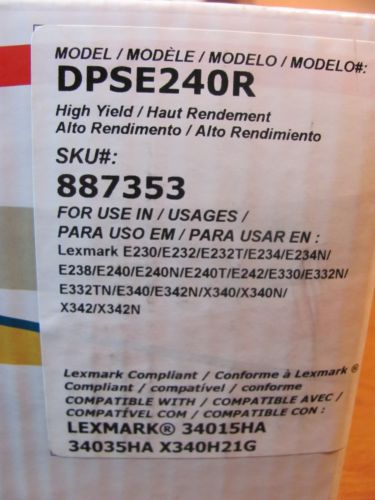 MODEL / MODÈLE / MODELO / MODELO#:
DPSE240R
High Yield / Haut Rendement
Alto Rendimento / Alto Rendimiento
SKU#:
887353
FOR USE IN / USAGES /
PARA USO EM / PARA USAR EN :
Lexmark E230/E232/E232T/E234/E234N/
E238/E240/E240N/E240T/E242/E330/E332N/
E332TN/E340/E342N/X340/X340N/
X342/X342N
Lexmark Compliant / Conforme à Lexmark ®
Compliant / compatível / conforme
COMPATIBLE WITH / COMPATIBLE AVEC /
COMPATÍVEL COM / COMPATIBLE CON :
LEXMARK® 34015HA
34035HA X340H21G